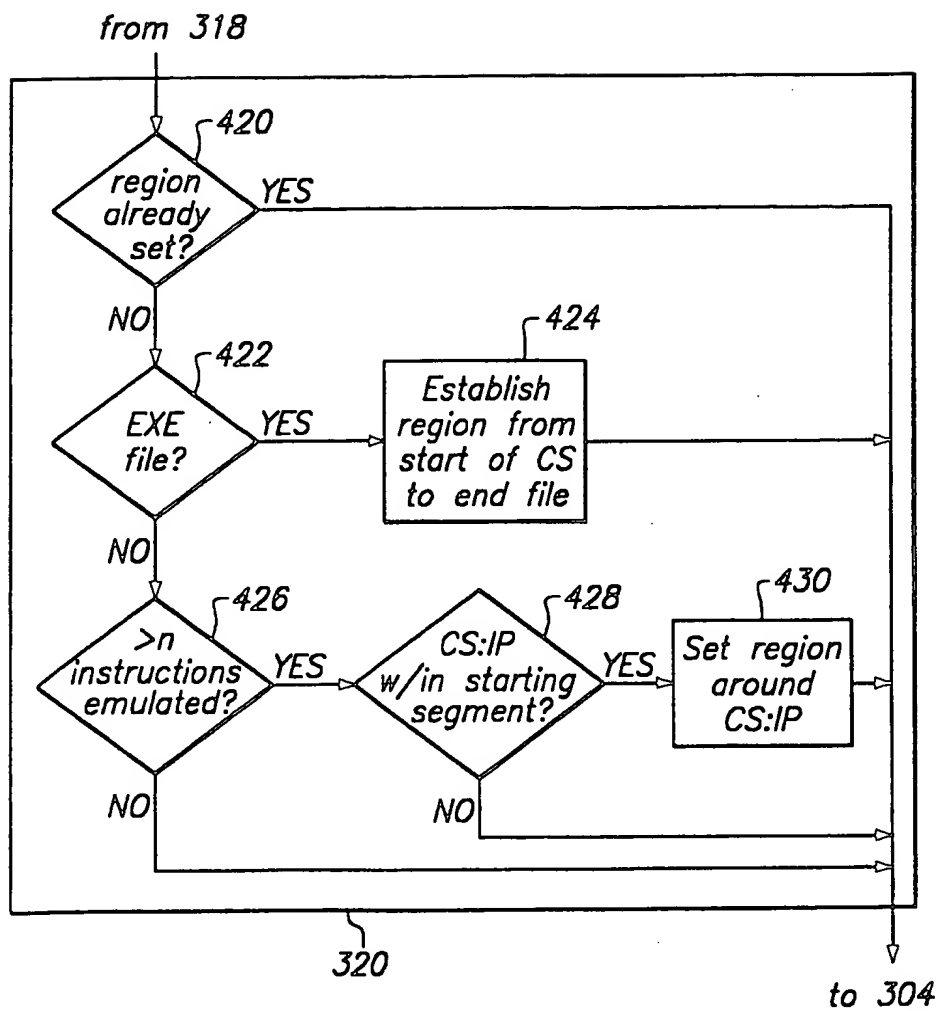 from 318
420
region
already
set?
YES
NO
422
EXE
file?
YES
424
Establish
region from
start of CS
to end file
NO
426
>n
instructions
emulated?
YES
428
CS:IP
w/in starting
segment?
YES
430
Set region
around
CS:IP
NO
NO
320
to 304